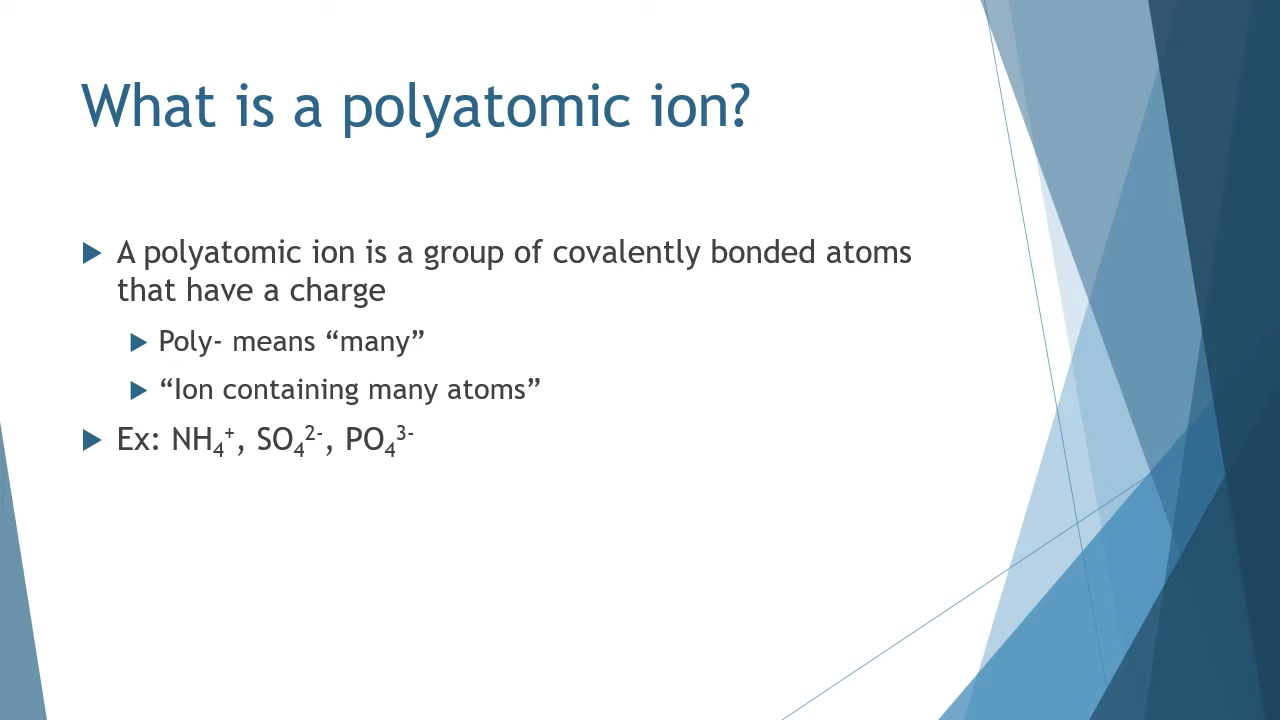 What is a polyatomic ion?
A polyatomic ion is a group of covalently bonded atoms
that have a charge
Poly- means “many”
“Ion containing many atoms”
Ex: NH₄⁺, SO₄²⁻, PO₄³⁻